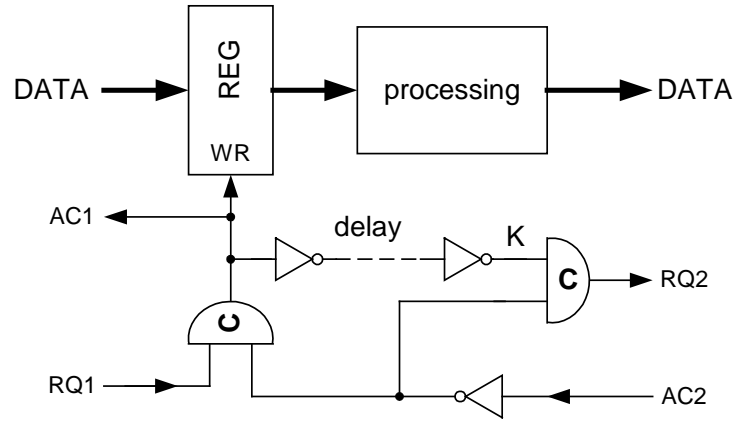 REG
DATA
processing
DATA
WR
AC1
delay
K
C
RQ2
C
RQ1
AC2